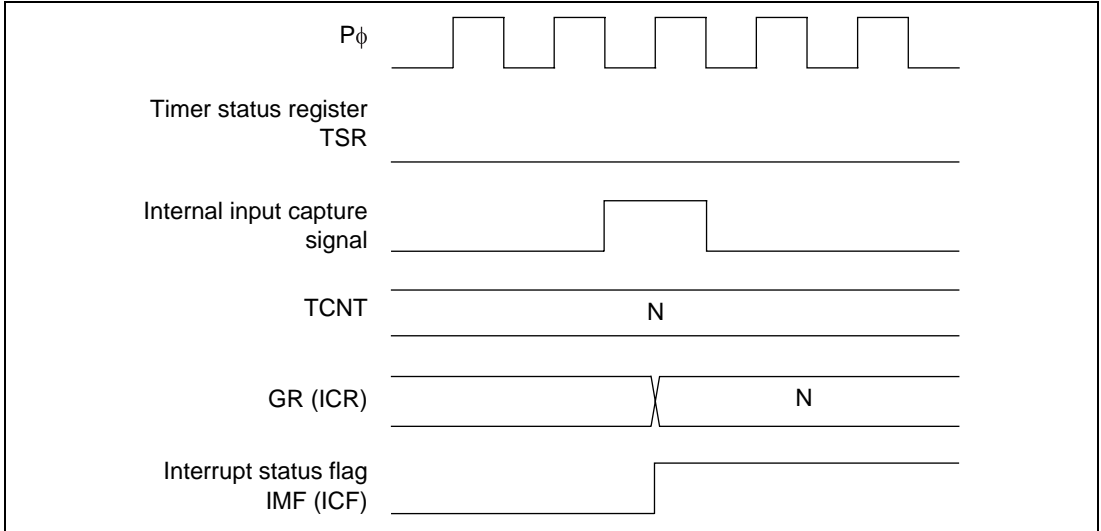 Pϕ
Timer status register
TSR
Internal input capture
signal
TCNT
N
GR (ICR)
N
Interrupt status flag
IMF (ICF)